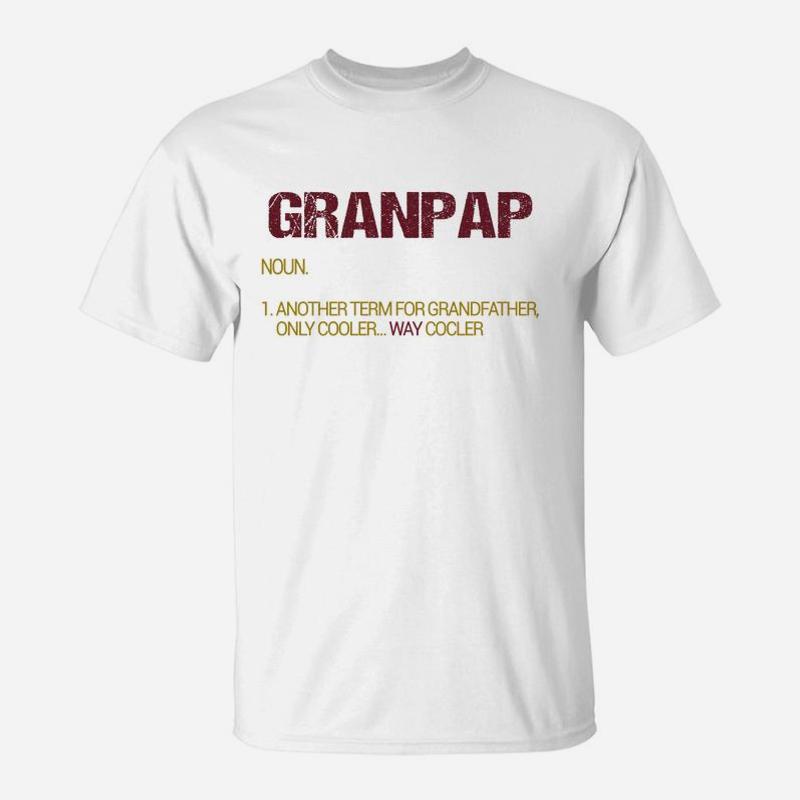 GRANPAP
NOUN.
1. ANOTHER TERM FOR GRANDFATHER,
ONLY COOLER... WAY COCLER